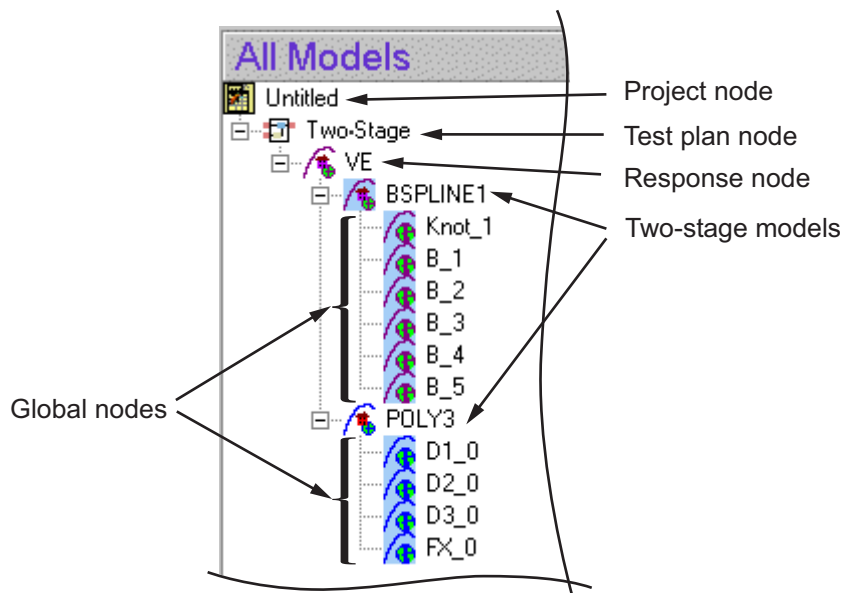 All Models
Untitled
Project node
Two-Stage
Test plan node
VE
Response node
BSPLINE1
Two-stage models
Knot_1
B_1
B_2
B_3
B_4
B_5
Global nodes
POLY3
D1_0
D2_0
D3_0
FX_0